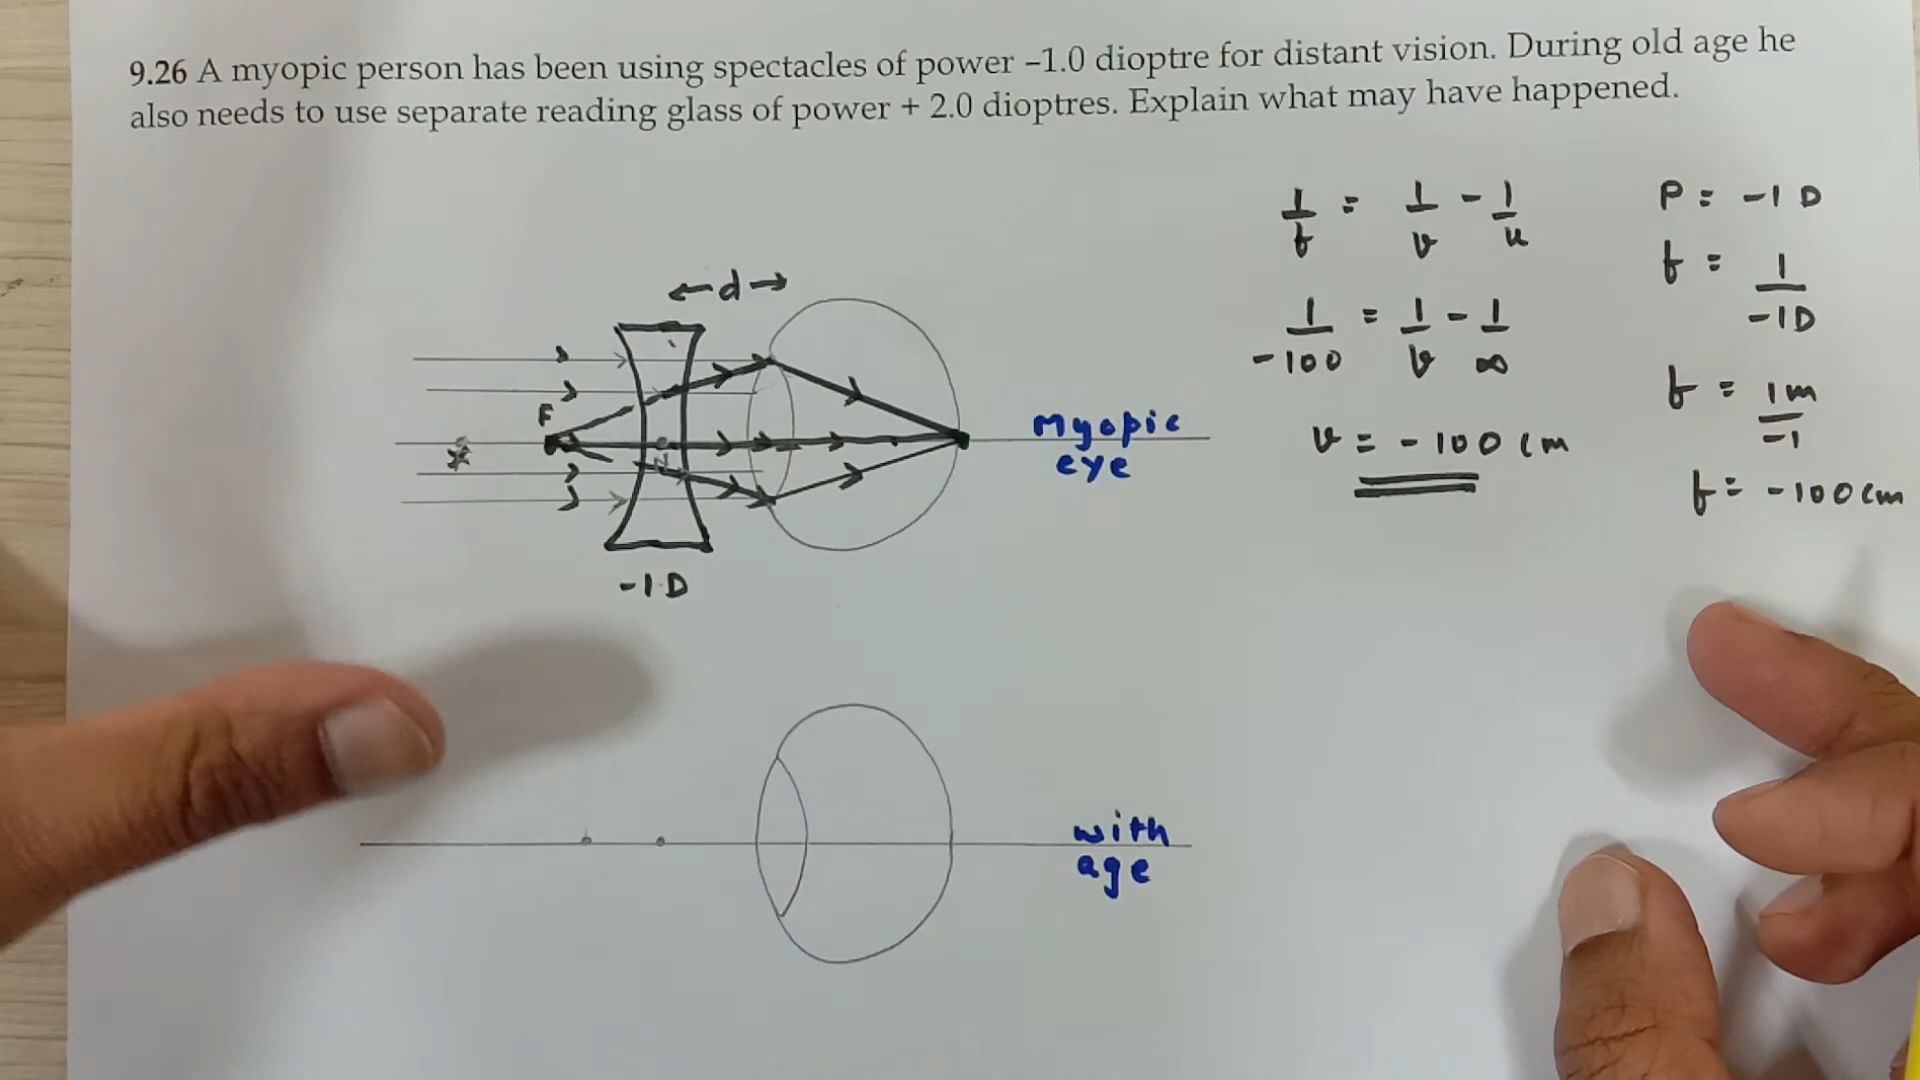 9.26 A myopic person has been using spectacles of power –1.0 dioptre for distant vision. During old age he
also needs to use separate reading glass of power + 2.0 dioptres. Explain what may have happened.
1/f = 1/v - 1/u
P = -1 D
f = 1/-1D
←d→
1/-100 = 1/v - 1/∞
f = 1m/-1
F
myopic
eye
v = -100 cm
f = -100 cm
-1 D
with
age